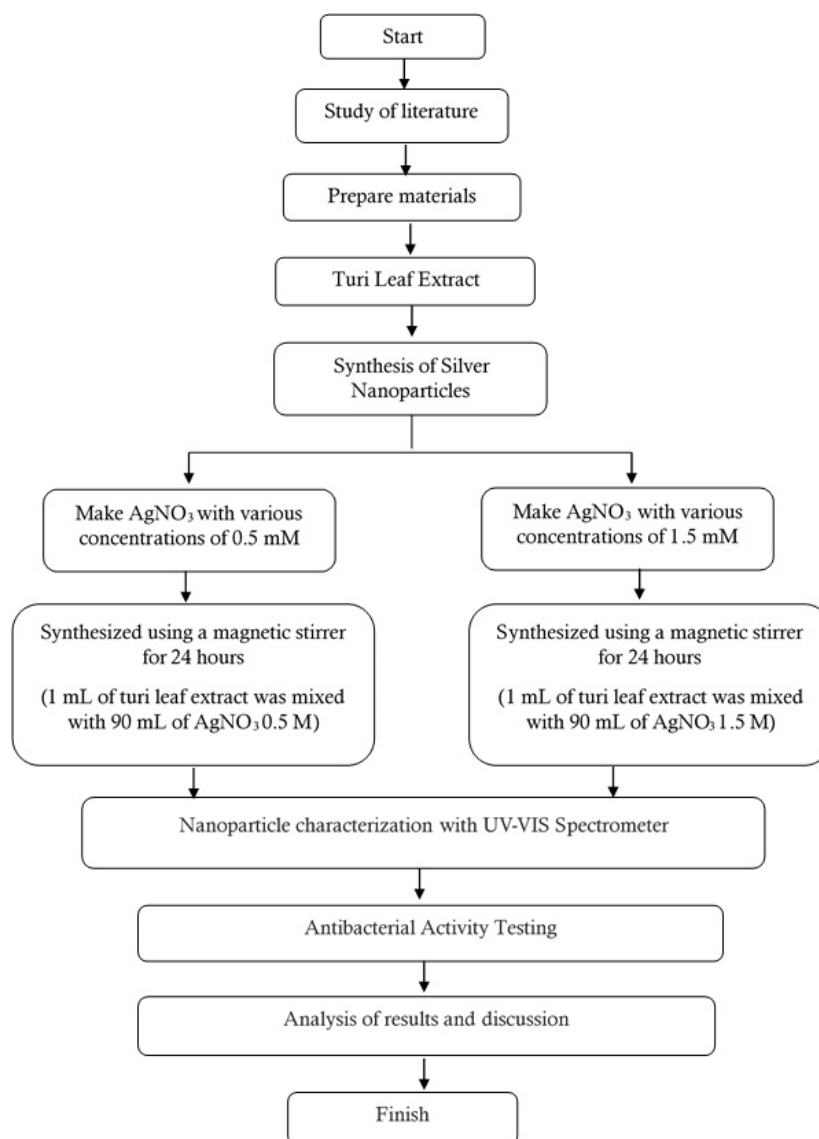 Start
Study of literature
Prepare materials
Turi Leaf Extract
Synthesis of Silver
Nanoparticles
Make AgNO₃ with various
concentrations of 0.5 mM
Make AgNO₃ with various
concentrations of 1.5 mM
Synthesized using a magnetic stirrer
for 24 hours
(1 mL of turi leaf extract was mixed
with 90 mL of AgNO₃ 0.5 M)
Synthesized using a magnetic stirrer
for 24 hours
(1 mL of turi leaf extract was mixed
with 90 mL of AgNO₃ 1.5 M)
Nanoparticle characterization with UV-VIS Spectrometer
Antibacterial Activity Testing
Analysis of results and discussion
Finish